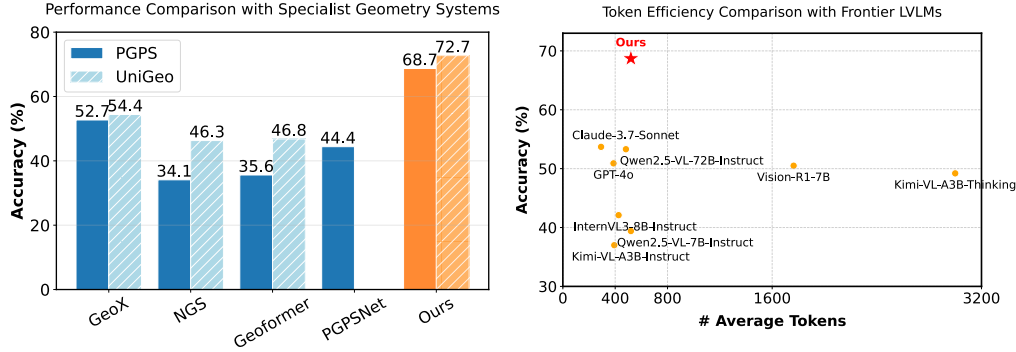 Performance Comparison with Specialist Geometry Systems
Accuracy (%)
80
60
40
20
0
PGPS
UniGeo
52.7
54.4
34.1
46.3
35.6
46.8
44.4
68.7
72.7
GeoX
NGS
Geoformer
PGPSNet
Ours
Token Efficiency Comparison with Frontier LVLMs
Accuracy (%)
70
60
50
40
30
Ours
Claude-3.7-Sonnet
Qwen2.5-VL-72B-Instruct
GPT-4o
Vision-R1-7B
Kimi-VL-A3B-Thinking
InternVL3-8B-Instruct
Qwen2.5-VL-7B-Instruct
Kimi-VL-A3B-Instruct
0
400
800
1600
3200
# Average Tokens